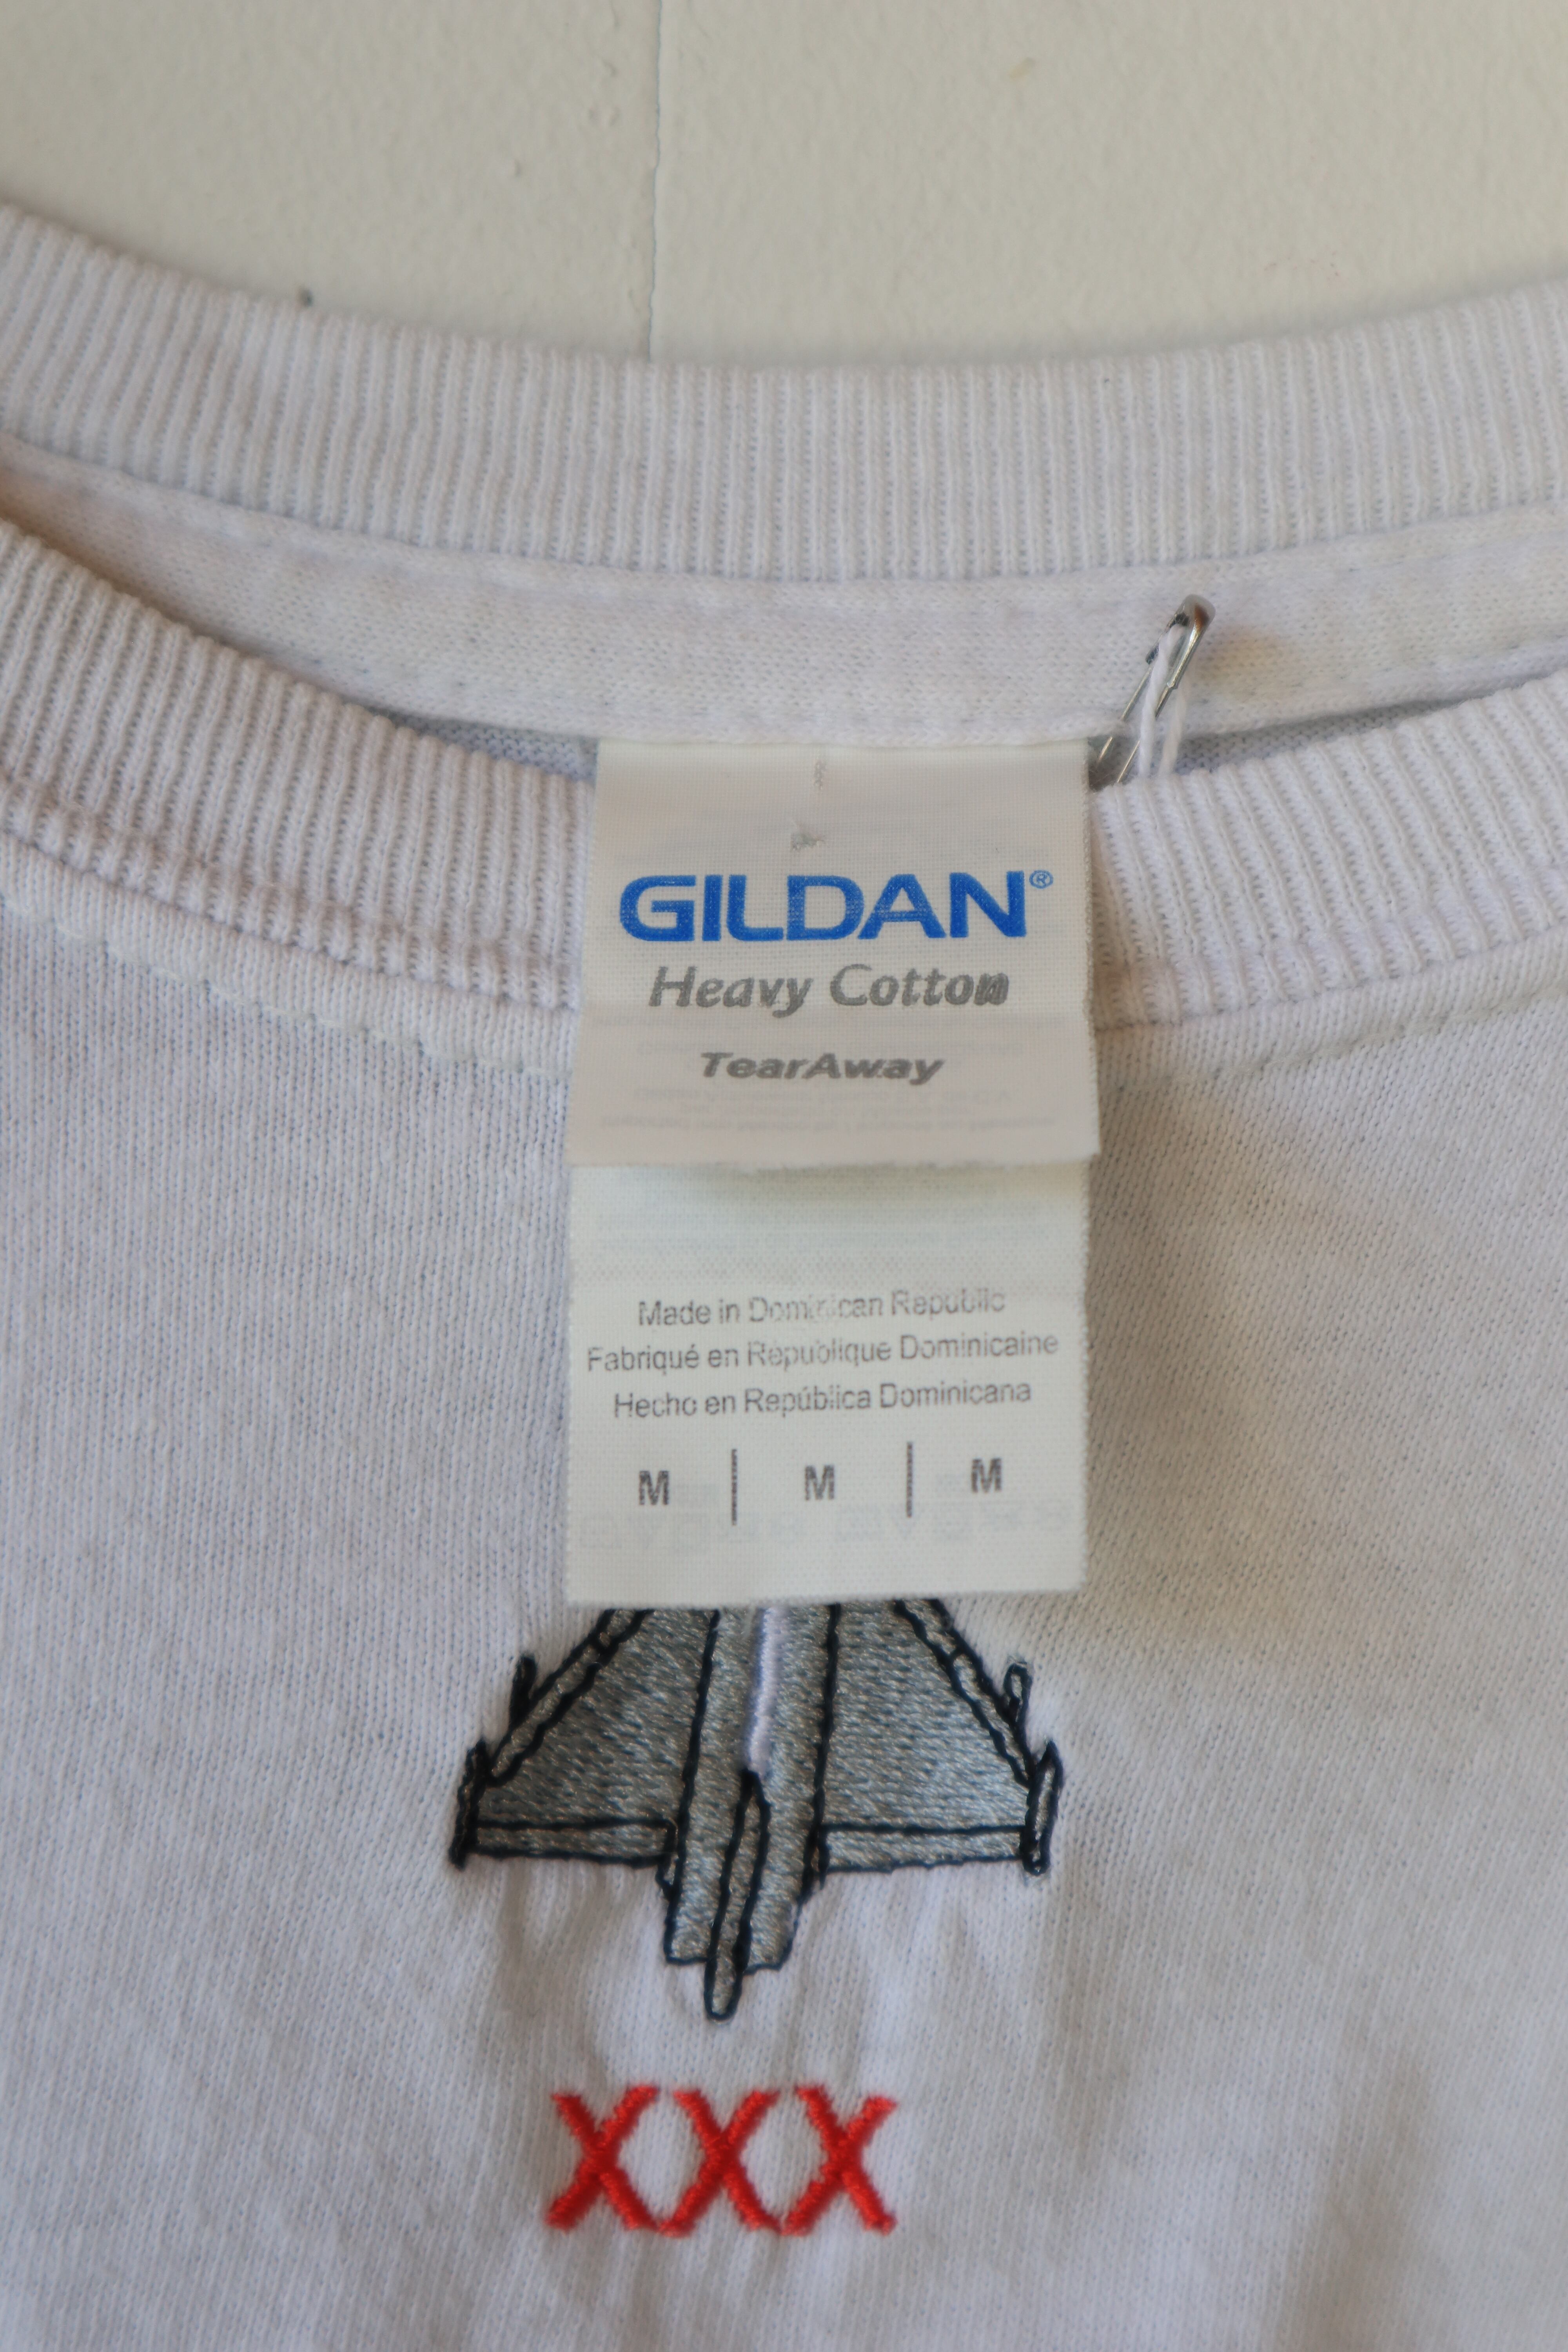 GILDAN®
Heavy Cotton
TearAway
Made in Dominican Republic
Fabriqué en République Dominicaine
Hecho en República Dominicana
M | M | M
XXX